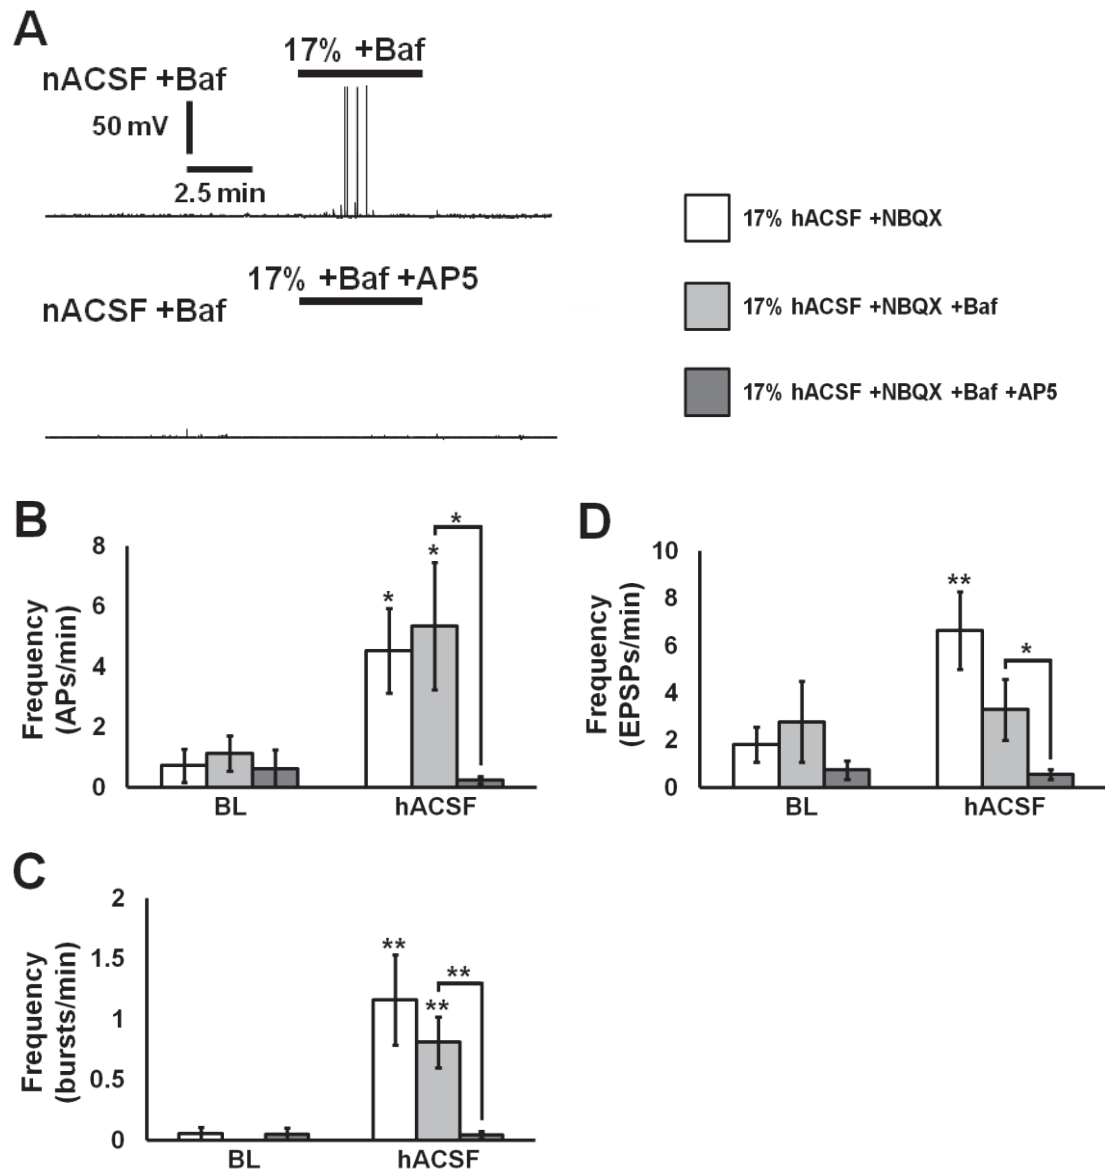 A
nACSF +Baf
17% +Baf
50 mV
2.5 min
nACSF +Baf
17% +Baf +AP5
17% hACSF +NBQX
17% hACSF +NBQX +Baf
17% hACSF +NBQX +Baf +AP5
B
Frequency
(APs/min)
8
6
4
2
0
*
*
*
BL
hACSF
D
Frequency
(EPSPs/min)
10
8
6
4
2
0
**
*
BL
hACSF
C
Frequency
(bursts/min)
2
1.5
1
0.5
0
**
**
**
BL
hACSF